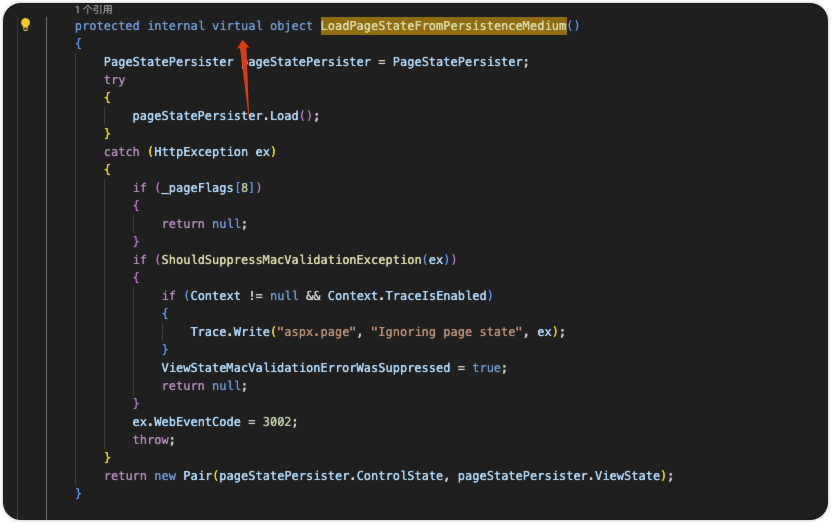 1 个引用
protected internal virtual object LoadPageStateFromPersistenceMedium()
{
PageStatePersister pageStatePersister = PageStatePersister;
try
{
pageStatePersister.Load();
}
catch (HttpException ex)
{
if (_pageFlags[8])
{
return null;
}
if (ShouldSuppressMacValidationException(ex))
{
if (Context != null && Context.TraceIsEnabled)
{
Trace.Write("aspx.page", "Ignoring page state", ex);
}
ViewStateMacValidationErrorWasSuppressed = true;
return null;
}
ex.WebEventCode = 3002;
throw;
}
return new Pair(pageStatePersister.ControlState, pageStatePersister.ViewState);
}